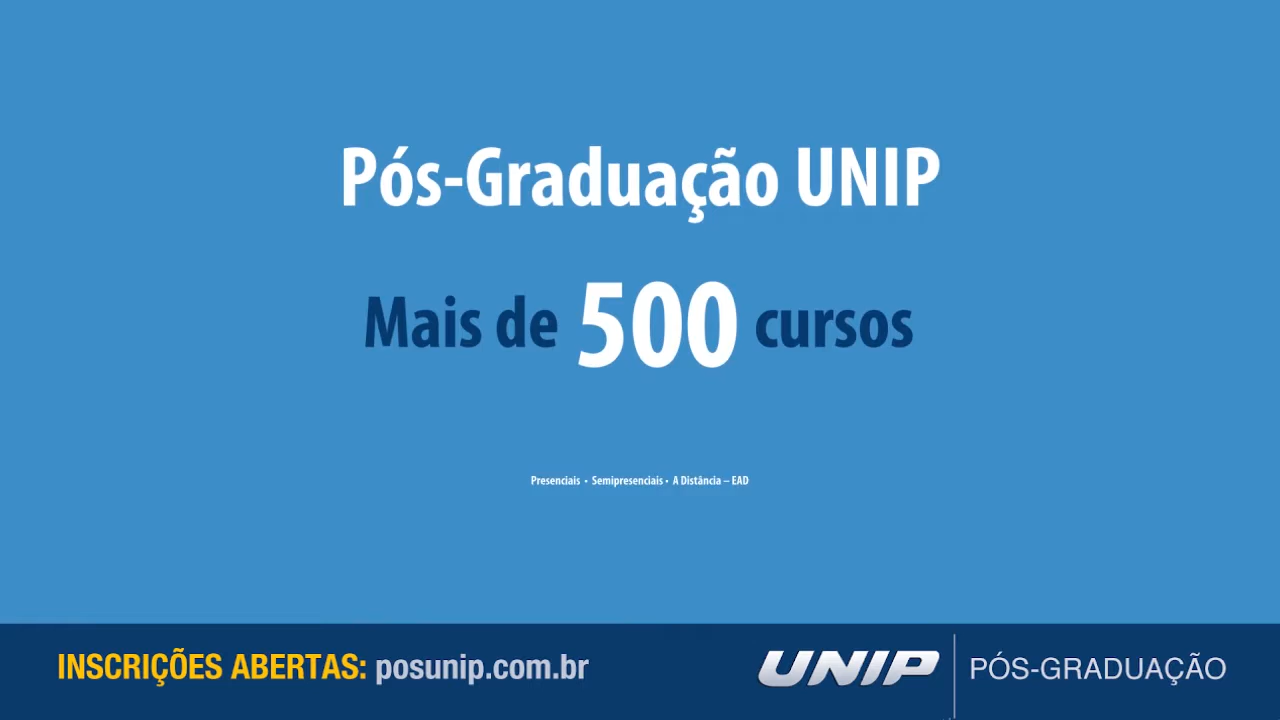 Pós-Graduação UNIP
Mais de 500 cursos
Presenciais • Semipresenciais • A Distância – EAD
INSCRIÇÕES ABERTAS: posunip.com.br
UNIP PÓS-GRADUAÇÃO